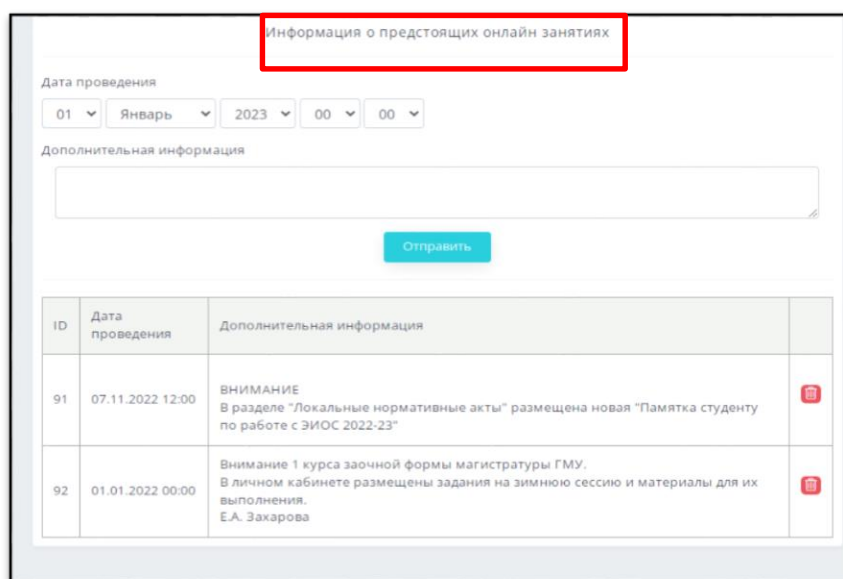 Информация о предстоящих онлайн занятиях
Дата проведения
01 Январь 2023 00 00
Дополнительная информация
Отправить
ID Дата проведения Дополнительная информация
91 07.11.2022 12:00 ВНИМАНИЕ
В разделе "Локальные нормативные акты" размещена новая "Памятка студенту
по работе с ЭИОС 2022-23"
92 01.01.2022 00:00 Внимание 1 курса заочной формы магистратуры ГМУ.
В личном кабинете размещены задания на зимнюю сессию и материалы для их
выполнения.
Е.А. Захарова